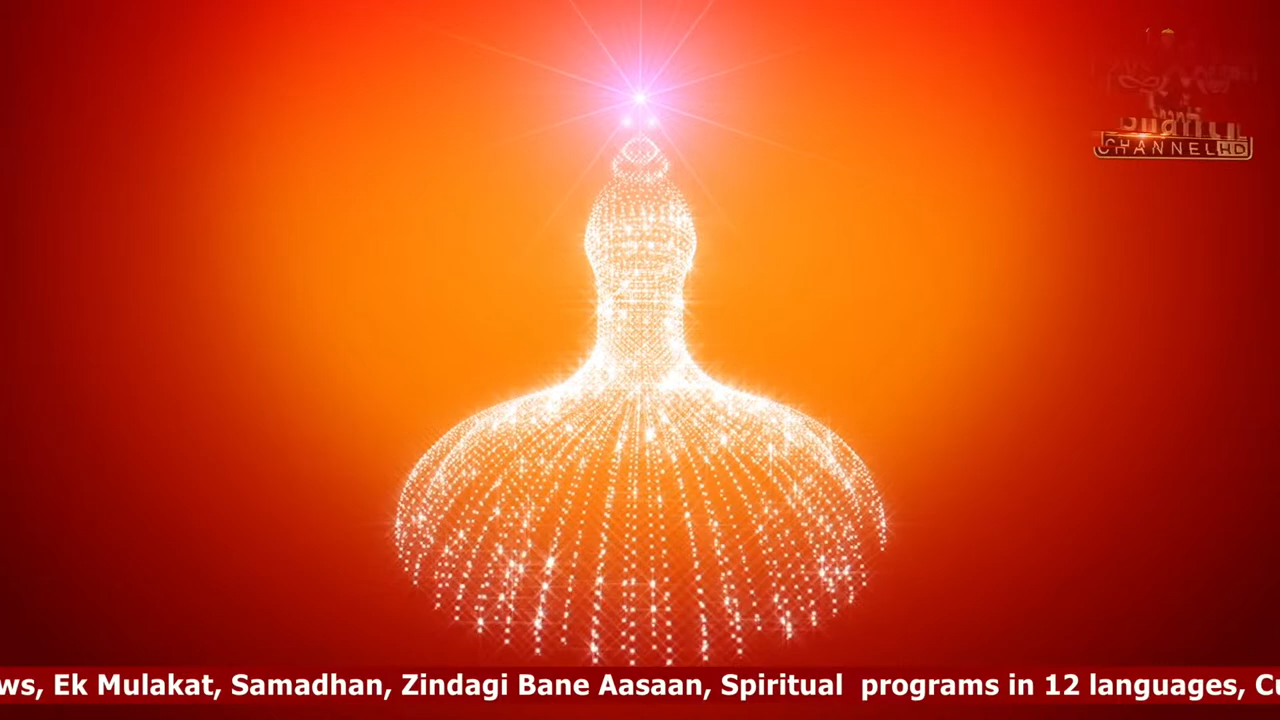 CHANNEL HD
ws, Ek Mulakat, Samadhan, Zindagi Bane Aasaan, Spiritual  programs in 12 languages, Cu